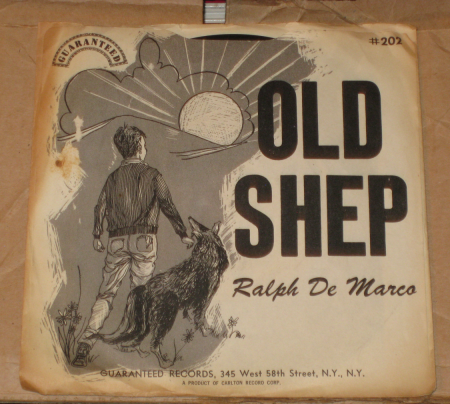 GUARANTEED
#202
OLD
SHEP
Ralph De Marco
GUARANTEED RECORDS, 345 West 58th Street, N.Y., N.Y.
A PRODUCT OF CARLTON RECORD CORP.